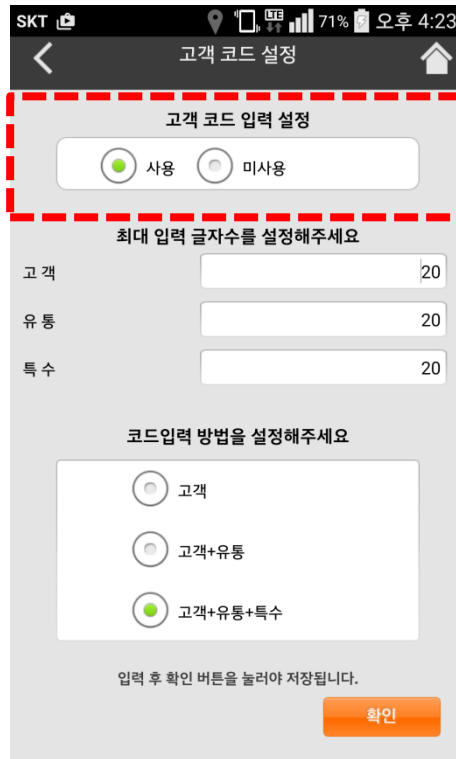 SKT 71% 오후 4:23
고객 코드 설정
고객 코드 입력 설정
사용 미사용
최대 입력 글자수를 설정해주세요
고 객 20
유 통 20
특 수 20
코드입력 방법을 설정해주세요
고객
고객+유통
고객+유통+특수
입력 후 확인 버튼을 눌러야 저장됩니다.
확인